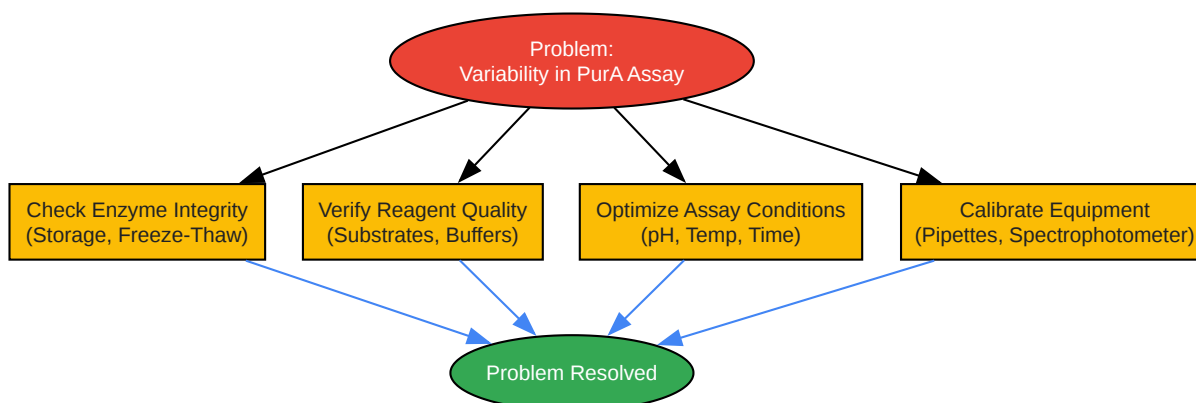 Problem:
Variability in PurA Assay
Check Enzyme Integrity
(Storage, Freeze-Thaw)
Verify Reagent Quality
(Substrates, Buffers)
Optimize Assay Conditions
(pH, Temp, Time)
Calibrate Equipment
(Pipettes, Spectrophotometer)
Problem Resolved